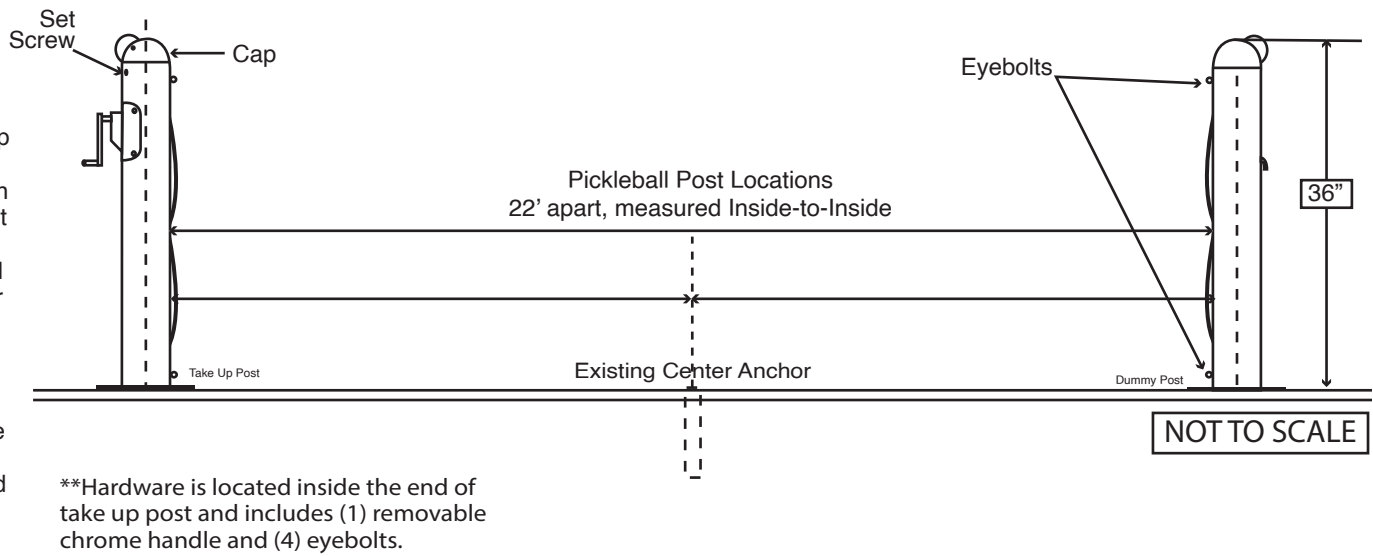 Set
Screw
Cap
Eyebolts
Pickleball Post Locations
22' apart, measured Inside-to-Inside
36”
Take Up Post
Existing Center Anchor
Dummy Post
NOT TO SCALE
**Hardware is located inside the end of
take up post and includes (1) removable
chrome handle and (4) eyebolts.